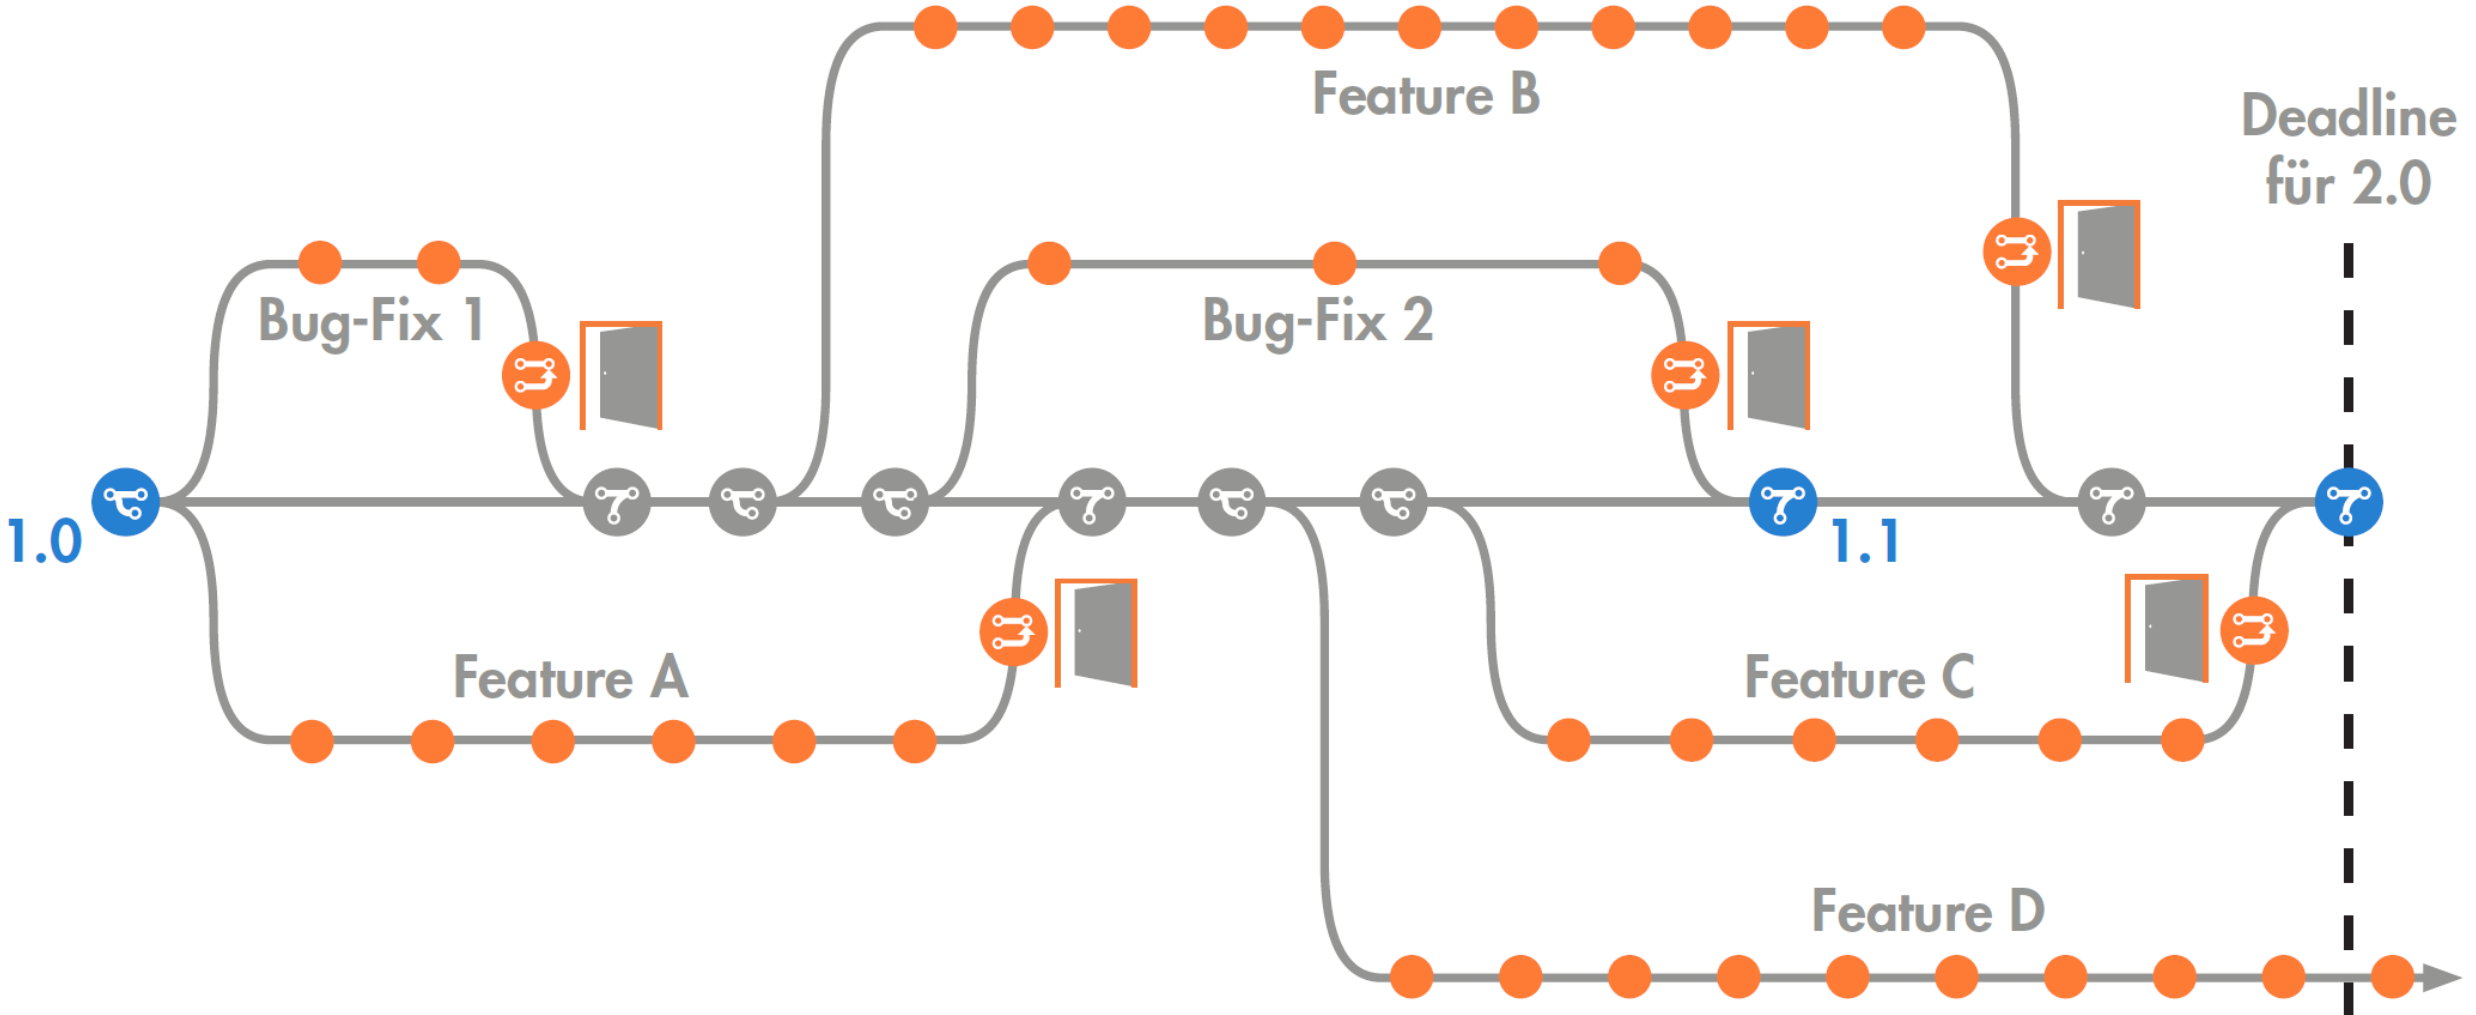 Feature B
Deadline
für 2.0
Bug-Fix 1
Bug-Fix 2
1.0
1.1
Feature A
Feature C
Feature D